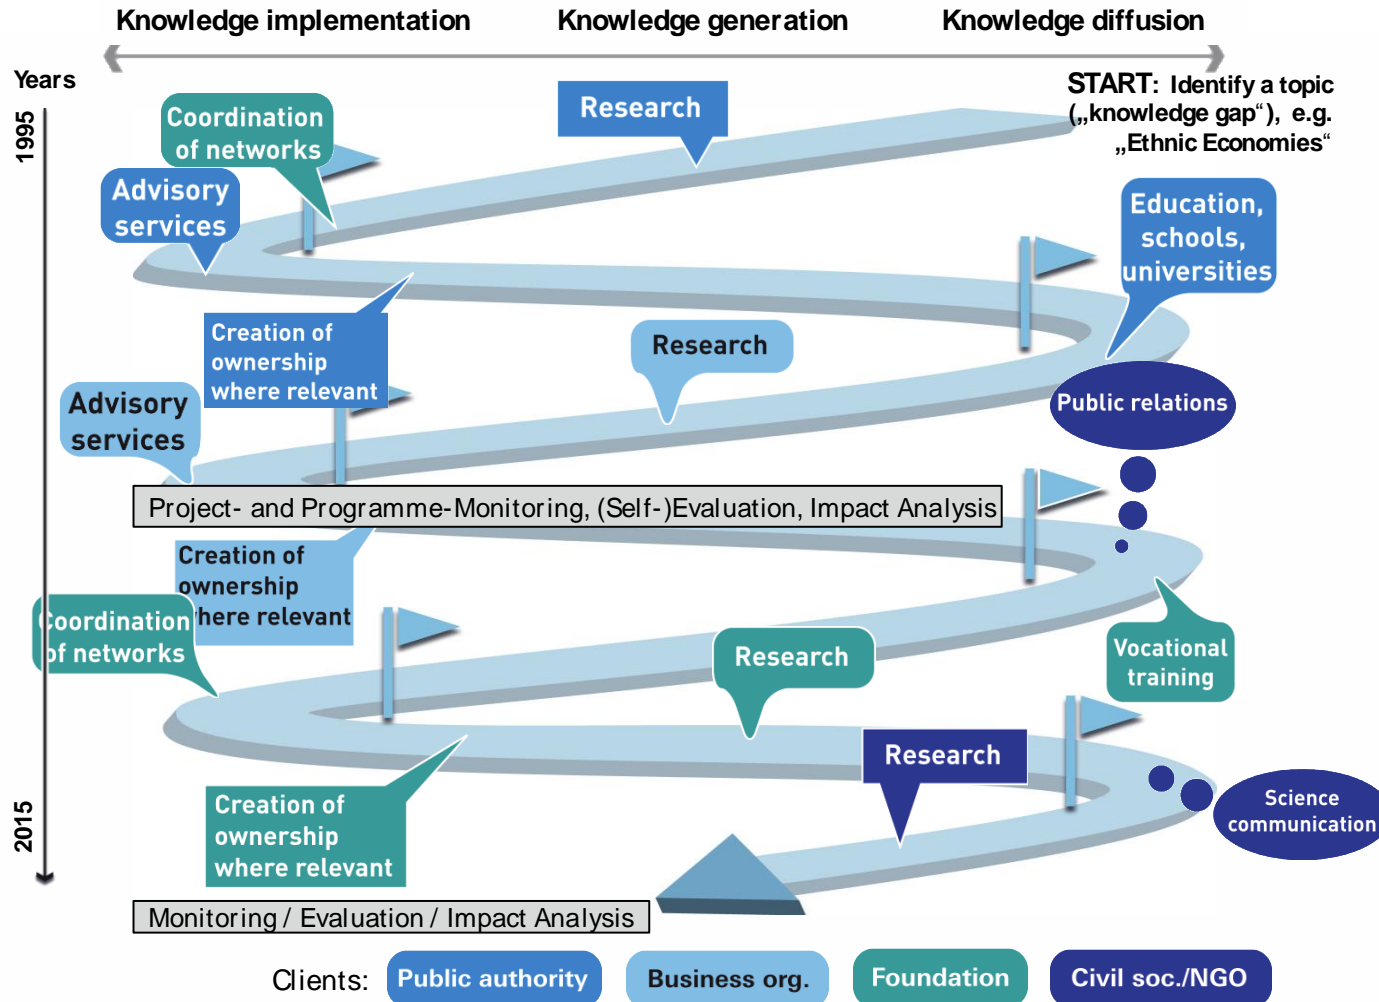 Knowledge implementation
Knowledge generation
Knowledge diffusion
Years
1995
2015
START: Identify a topic
(„knowledge gap“), e.g.
„Ethnic Economies“
Research
Coordination
of networks
Advisory
services
Education,
schools,
universities
Creation of
ownership
where relevant
Research
Public relations
Advisory
services
Project- and Programme-Monitoring, (Self-)Evaluation, Impact Analysis
Creation of
ownership
where relevant
Coordination
of networks
Research
Vocational
training
Research
Creation of
ownership
where relevant
Science
communication
Monitoring / Evaluation / Impact Analysis
Clients:
Public authority
Business org.
Foundation
Civil soc./NGO